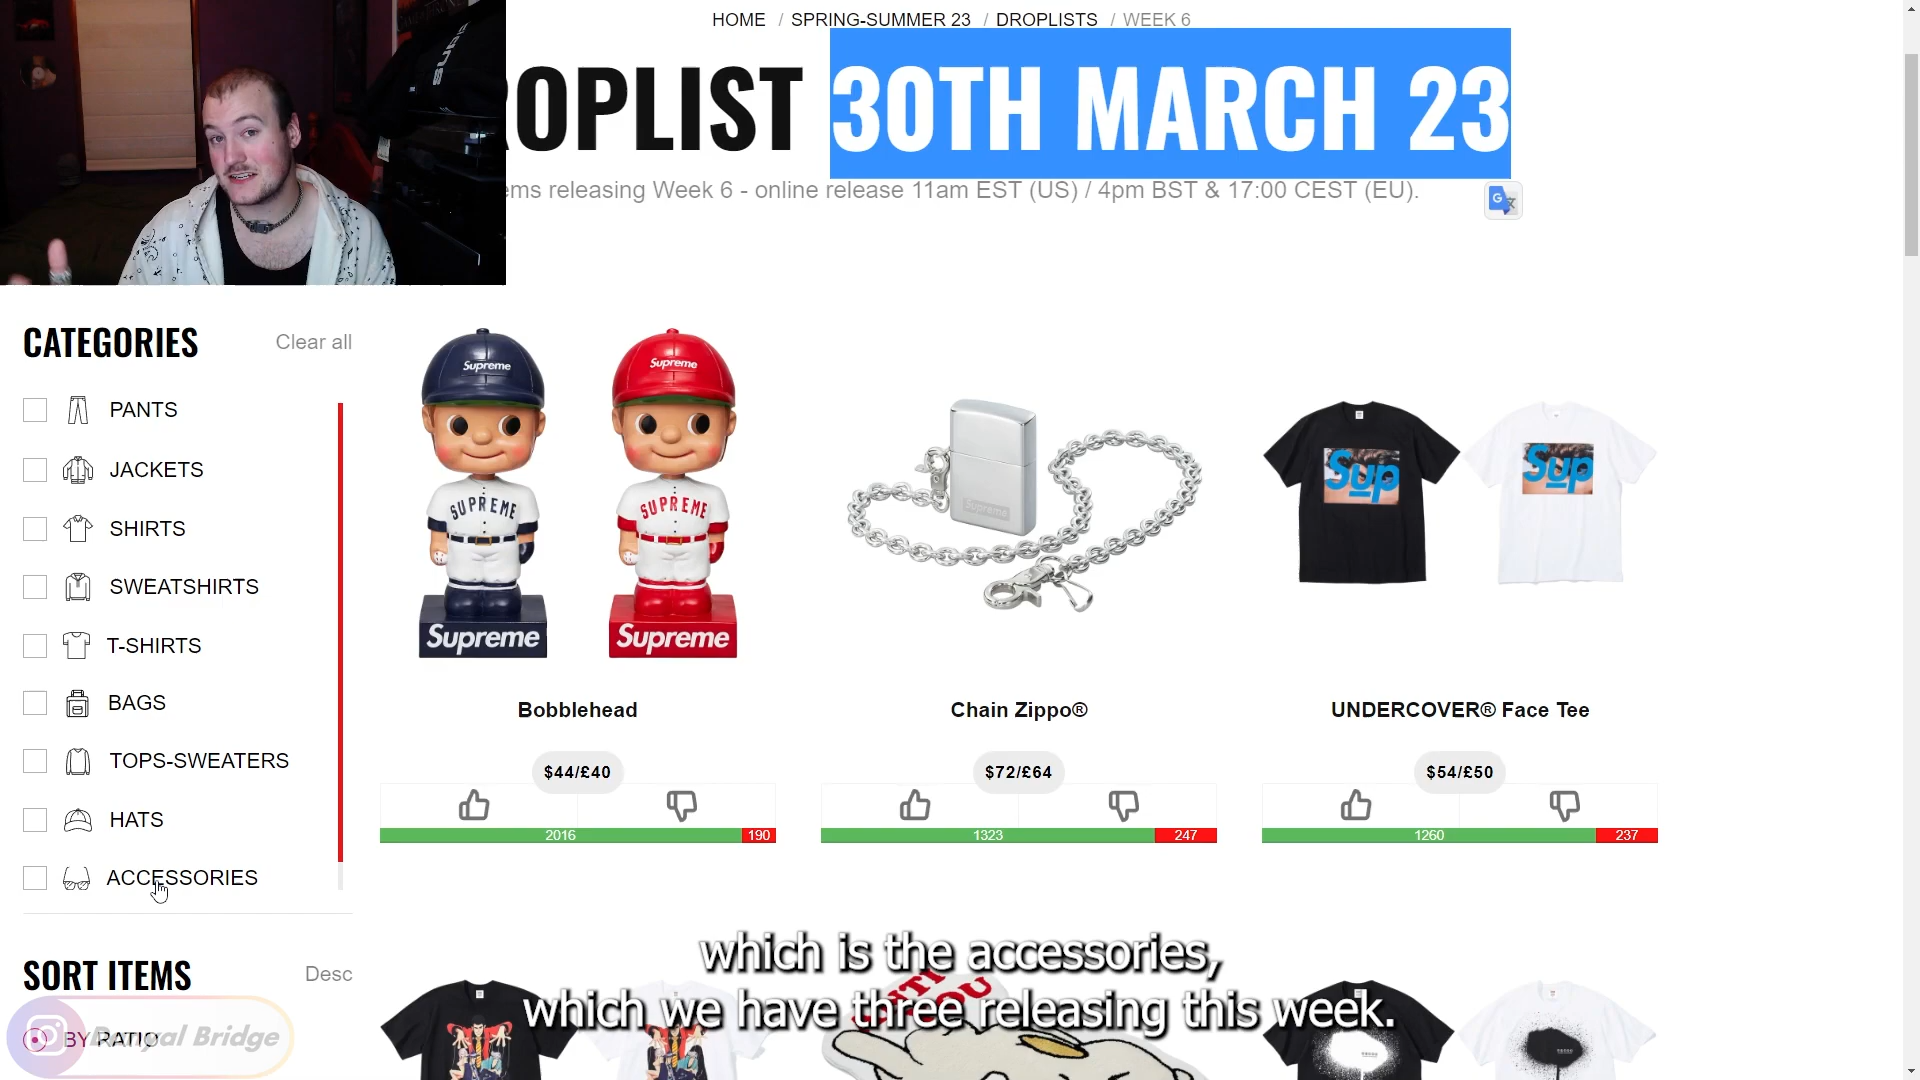 HOME / SPRING-SUMMER 23 / DROPLISTS / WEEK 6
ROPLIST 30TH MARCH 23
ems releasing Week 6 - online release 11am EST (US) / 4pm BST & 17:00 CEST (EU).
CATEGORIES
Clear all
PANTS
JACKETS
SHIRTS
SWEATSHIRTS
T-SHIRTS
BAGS
TOPS-SWEATERS
HATS
ACCESSORIES
SORT ITEMS
Desc
BY RATIO
Supreme
Supreme
SUPREME
SUPREME
Supreme
Supreme
Supreme
Sup
Sup
Bobblehead
Chain Zippo®
UNDERCOVER® Face Tee
$44/£40
$72/£64
$54/£50
2016
190
1323
247
1260
237
which is the accessories,
which we have three releasing this week.